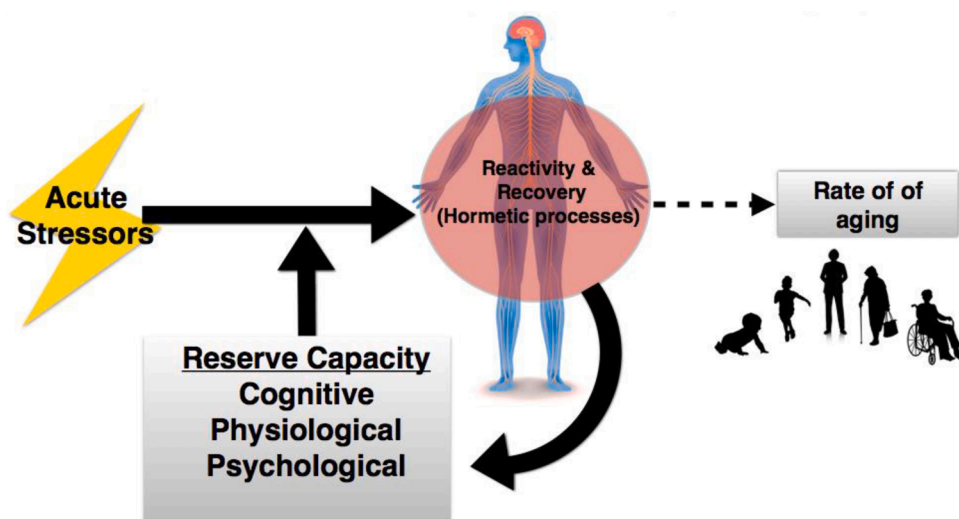 Acute
Stressors
Reactivity &
Recovery
(Hormetic processes)
Rate of of
aging
Reserve Capacity
Cognitive
Physiological
Psychological